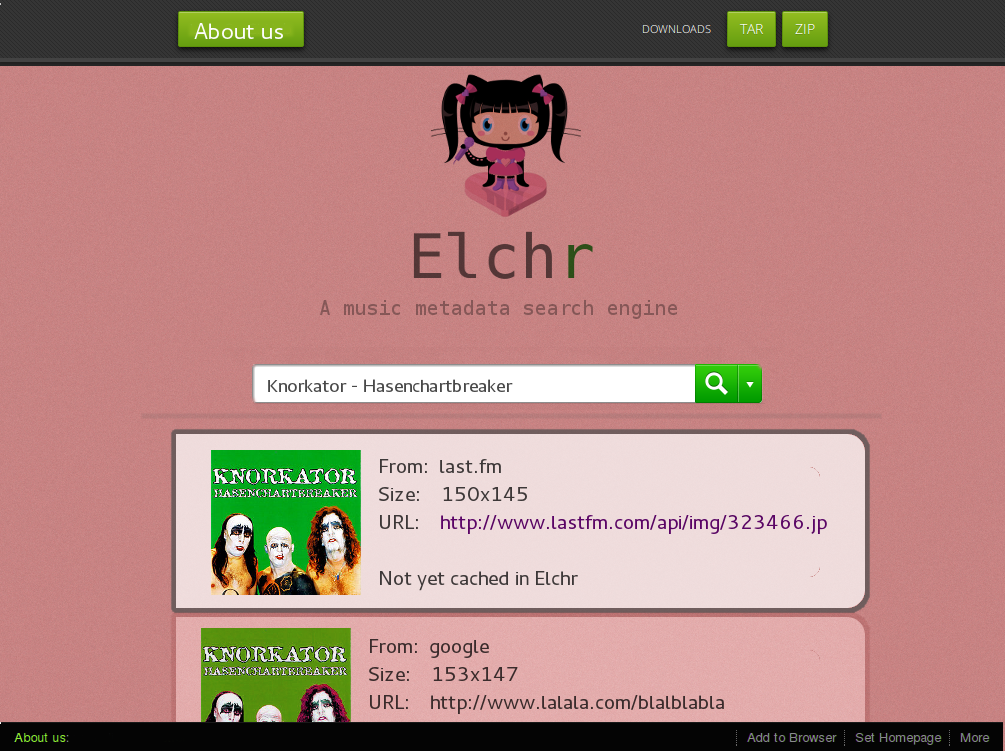 About us
DOWNLOADS
TAR
ZIP
Elchr
A music metadata search engine
Knorkator - Hasenchartbreaker
KNORKATOR
HASENCHARTBREAKER
From: last.fm
Size: 150x145
URL: http://www.lastfm.com/api/img/323466.jp
Not yet cached in Elchr
KNORKATOR
HASENCHARTBREAKER
From: google
Size: 153x147
URL: http://www.lalala.com/blalblabla
About us:
Add to Browser
Set Homepage
More